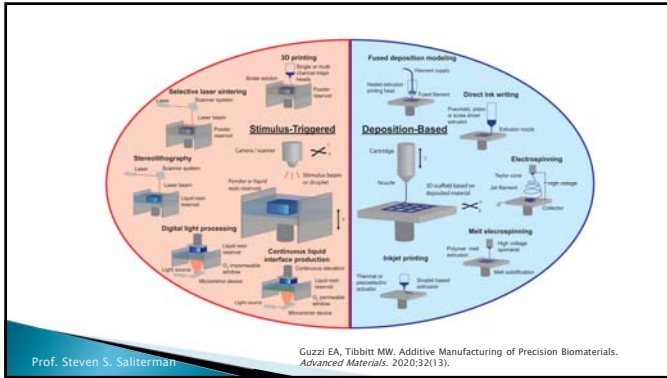 3D printing
Single or multi-
channel inkjet
heads
Binder solution
Powder
reservoir
Selective laser sintering
Scanner system
Laser
Laser beam
Powder
reservoir
Stimulus-Triggered
Camera / scanner
Stimulus beam
or droplet
Powder or liquid
resin reservoir
Stereolithography
Scanner system
Laser
Laser beam
Liquid resin
reservoir
Digital light processing
Liquid resin
reservoir
O2 impermeable
window
Light source
Micromirror device
Continuous liquid
interface production
Continuous elevation
Liquid resin
reservoir
O2 permeable
window
Light source
Micromirror device
Fused deposition modeling
Filament supply
Heated extrusion
printing head
Fused filament
Direct ink writing
Pneumatic, piston
or screw driven
extrusion
Extrusion nozzle
Deposition-Based
Cartridge
Nozzle
3D scaffold based on
deposited material
Electrospinning
Taylor cone
High voltage
Jet filament
Collector
Melt elecrospinning
High voltage
spinneret
Polymer melt
extrusion
Melt solidification
Inkjet printing
Thermal or
piezoelectric
actuator
Droplet based
extrusion
Prof. Steven S. Saliterman
Guzzi EA, Tibbitt MW. Additive Manufacturing of Precision Biomaterials.
Advanced Materials. 2020;32(13).